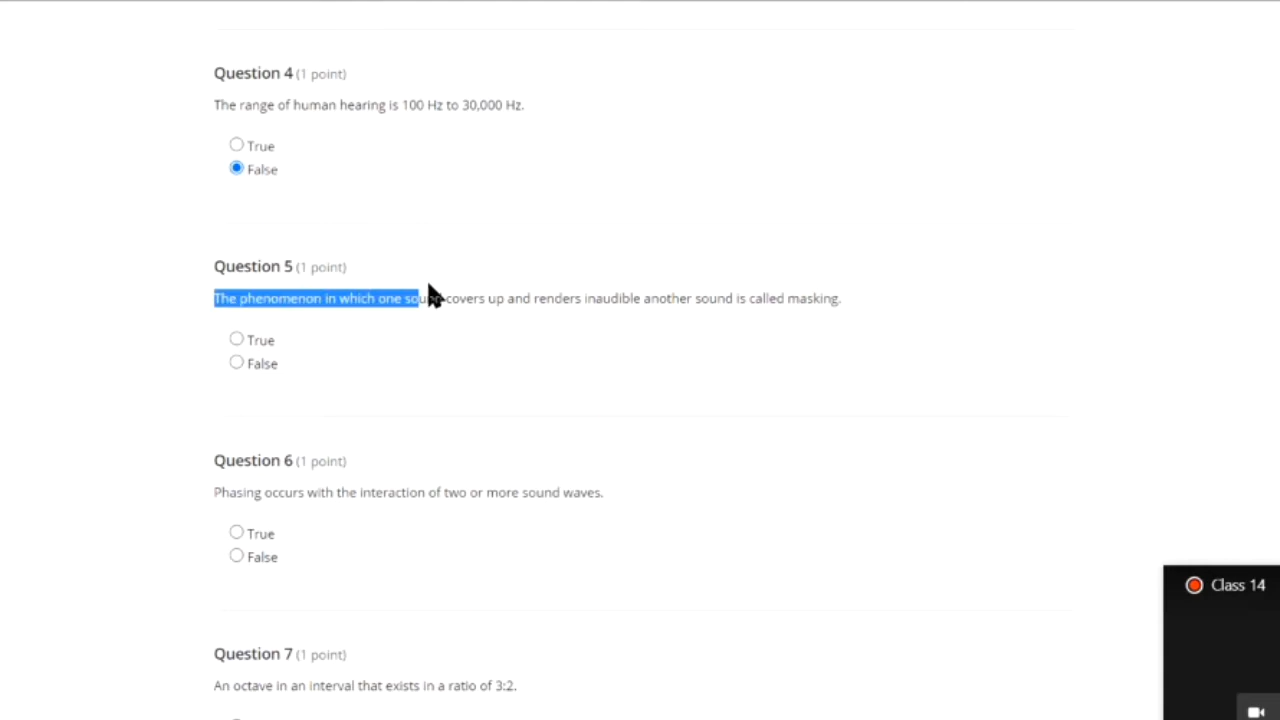 Question 4 (1 point)
The range of human hearing is 100 Hz to 30,000 Hz.
True
False
Question 5 (1 point)
The phenomenon in which one sound covers up and renders inaudible another sound is called masking.
True
False
Question 6 (1 point)
Phasing occurs with the interaction of two or more sound waves.
True
False
Class 14
Question 7 (1 point)
An octave in an interval that exists in a ratio of 3:2.